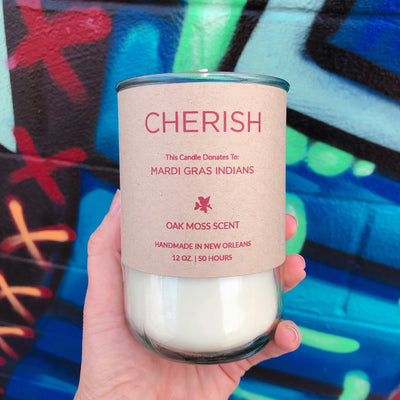 CHERISH
This Candle Donates To:
MARDI GRAS INDIANS
OAK MOSS SCENT
HANDMADE IN NEW ORLEANS
12 OZ. | 50 HOURS